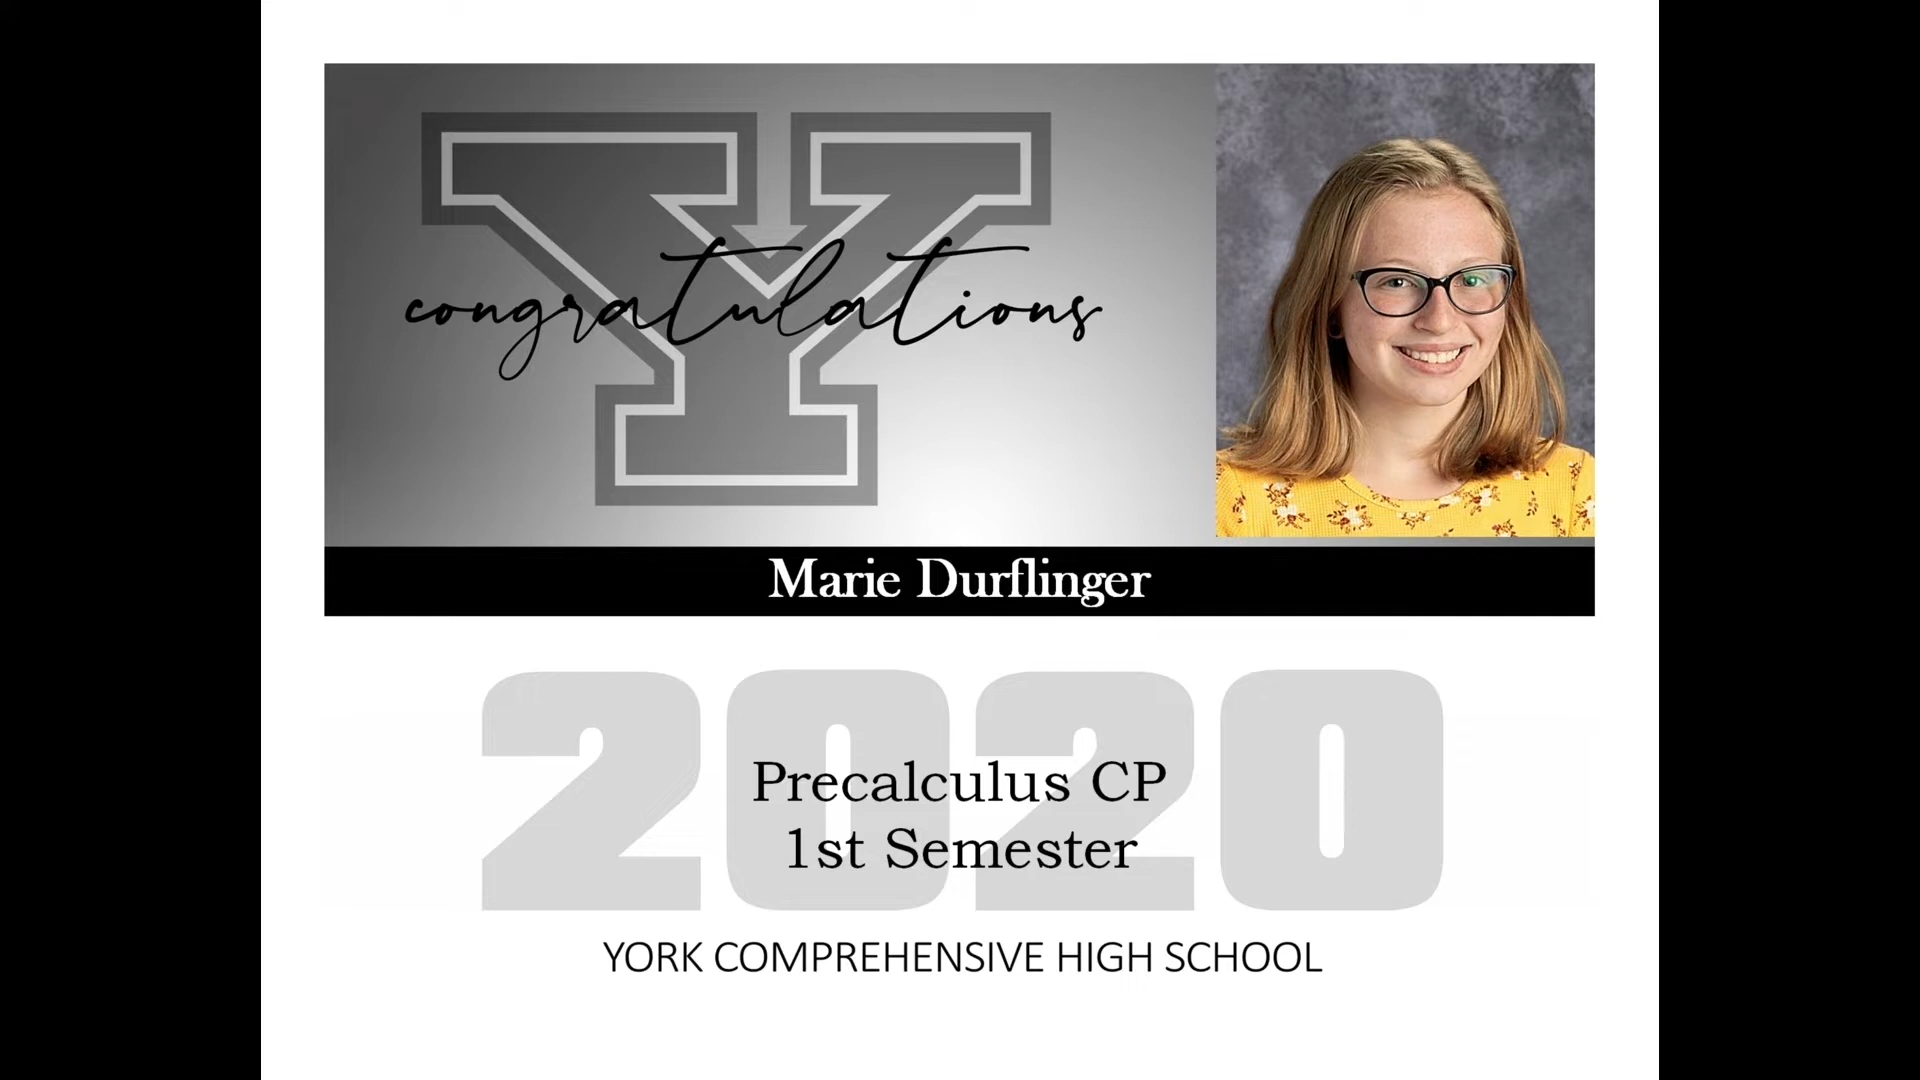 Y
congratulations
Marie Durflinger
2020
Precalculus CP
1st Semester
YORK COMPREHENSIVE HIGH SCHOOL